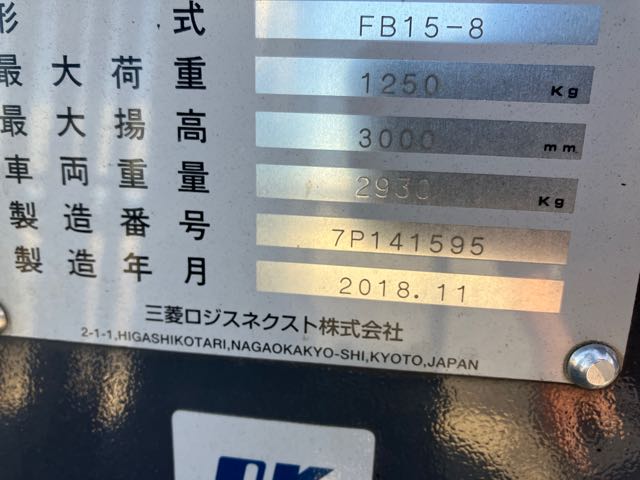 形式 FB15-8
最大荷重 1250 Kg
最大揚高 3000 mm
車両重量 2930 Kg
製造番号 7P141595
製造年月 2018.11
三菱ロジスネクスト株式会社
2-1-1,HIGASHIKOTARI,NAGAOKAKYO-SHI,KYOTO,JAPAN